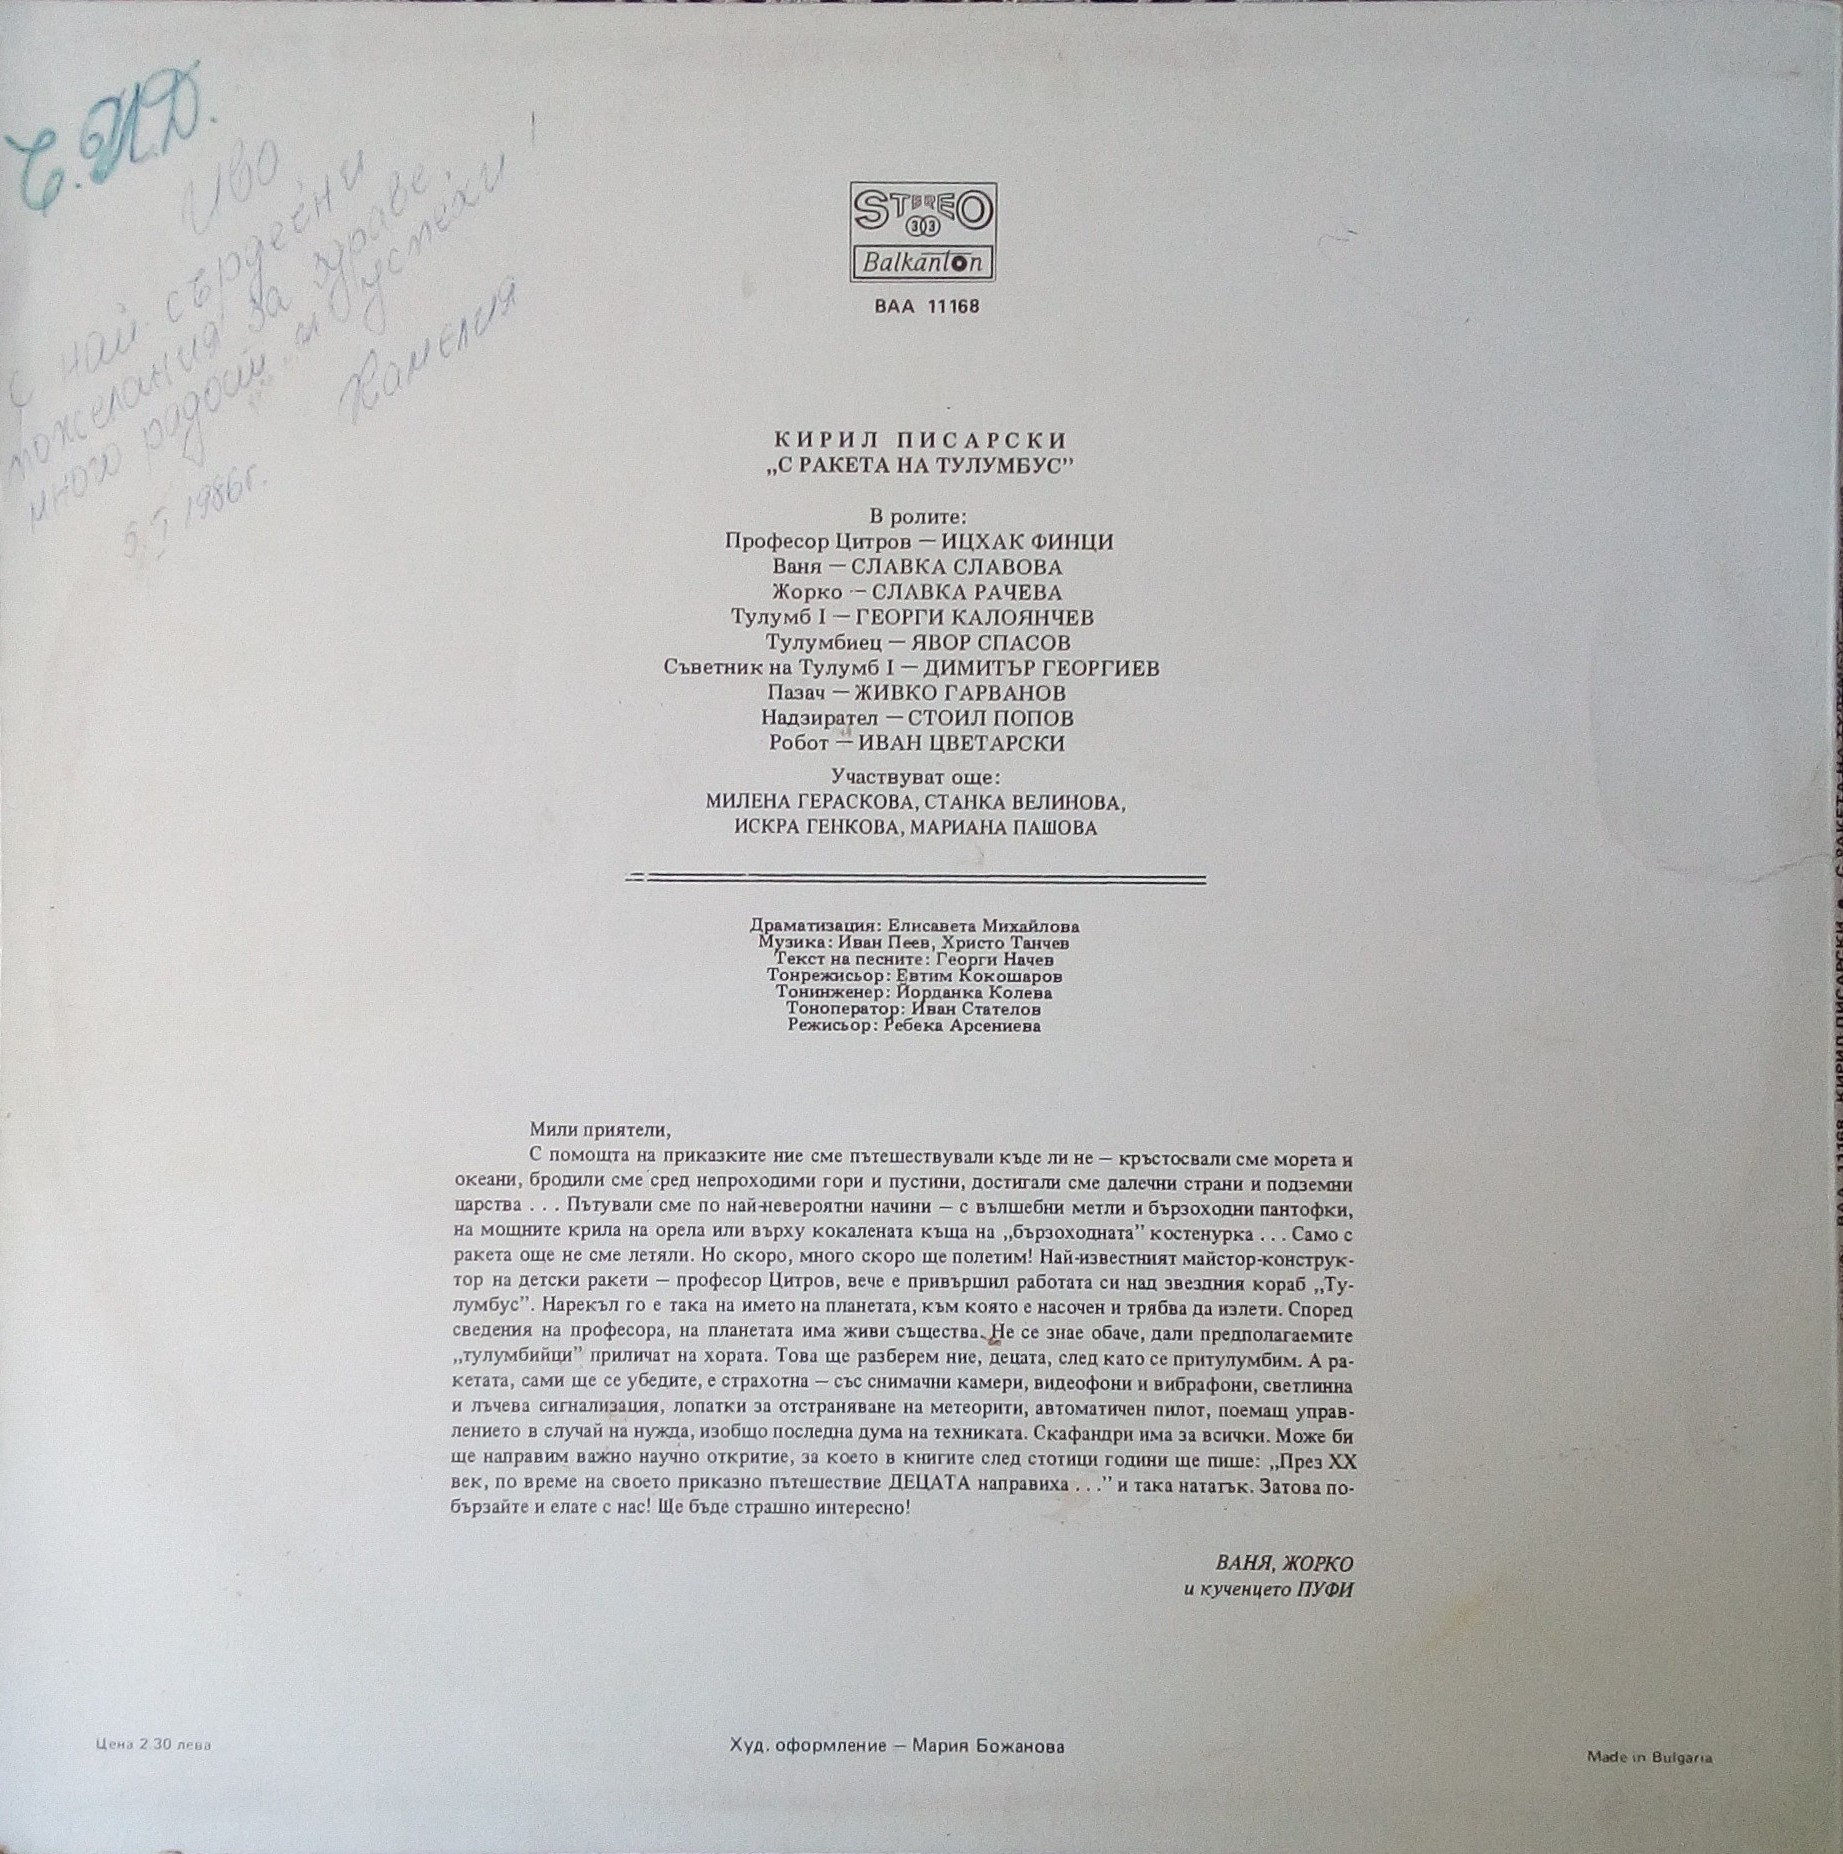 Ч.И.Д.
Иво
С най-сърдечни
пожелания за здраве,
много радост и успехи!
Камелия
5.I 1986г.
STEREO
33
Balkanton
ВАА 11168
КИРИЛ ПИСАРСКИ
„С РАКЕТА НА ТУЛУМБУС”
В ролите:
Професор Цитров — ИЦХАК ФИНЦИ
Ваня — СЛАВКА СЛАВОВА
Жорко — СЛАВКА РАЧЕВА
Тулумб I — ГЕОРГИ КАЛОЯНЧЕВ
Тулумбиец — ЯВОР СПАСОВ
Съветник на Тулумб I — ДИМИТЪР ГЕОРГИЕВ
Пазач — ЖИВКО ГАРВАНОВ
Надзирател — СТОИЛ ПОПОВ
Робот — ИВАН ЦВЕТАРСКИ
Участвуват още:
МИЛЕНА ГЕРАСКОВА, СТАНКА ВЕЛИНОВА,
ИСКРА ГЕНКОВА, МАРИАНА ПАШОВА
Драматизация: Елисавета Михайлова
Музика: Иван Пеев, Христо Танчев
Текст на песните: Георги Начев
Тонрежисьор: Евтим Кокошаров
Тонинженер: Йорданка Колева
Тоноператор: Иван Стателов
Режисьор: Ребека Арсениева
Мили приятели,
С помощта на приказките ние сме пътешествували къде ли не — кръстосвали сме морета и
океани, бродили сме сред непроходими гори и пустини, достигали сме далечни страни и подземни
царства . . . Пътували сме по най-невероятни начини — с вълшебни метли и бързоходни пантофки,
на мощните крила на орела или върху кокалената къща на „бързоходната” костенурка . . . Само с
ракета още не сме летяли. Но скоро, много скоро ще полетим! Най-известният майстор-конструк-
тор на детски ракети — професор Цитров, вече е привършил работата си над звездния кораб „Ту-
лумбус”. Нарекъл го е така на името на планетата, към която е насочен и трябва да излети. Според
сведения на професора, на планетата има живи същества. Не се знае обаче, дали предполагаемите
„тулумбийци” приличат на хората. Това ще разберем ние, децата, след като се притулумбим. А ра-
кетата, сами ще се убедите, е страхотна — със снимачни камери, видеофони и вибрафони, светлинна
и лъчева сигнализация, лопатки за отстраняване на метеорити, автоматичен пилот, поемащ управ-
лението в случай на нужда, изобщо последна дума на техниката. Скафандри има за всички. Може би
ще направим важно научно откритие, за което в книгите след стотици години ще пише: „През XX
век, по време на своето приказно пътешествие ДЕЦАТА направиха . . .” и така нататък. Затова по-
бързайте и елате с нас! Ще бъде страшно интересно!
ВАНЯ, ЖОРКО
и кученцето ПУФИ
Цена 2.30 лева
Худ. оформление — Мария Божанова
Made in Bulgaria